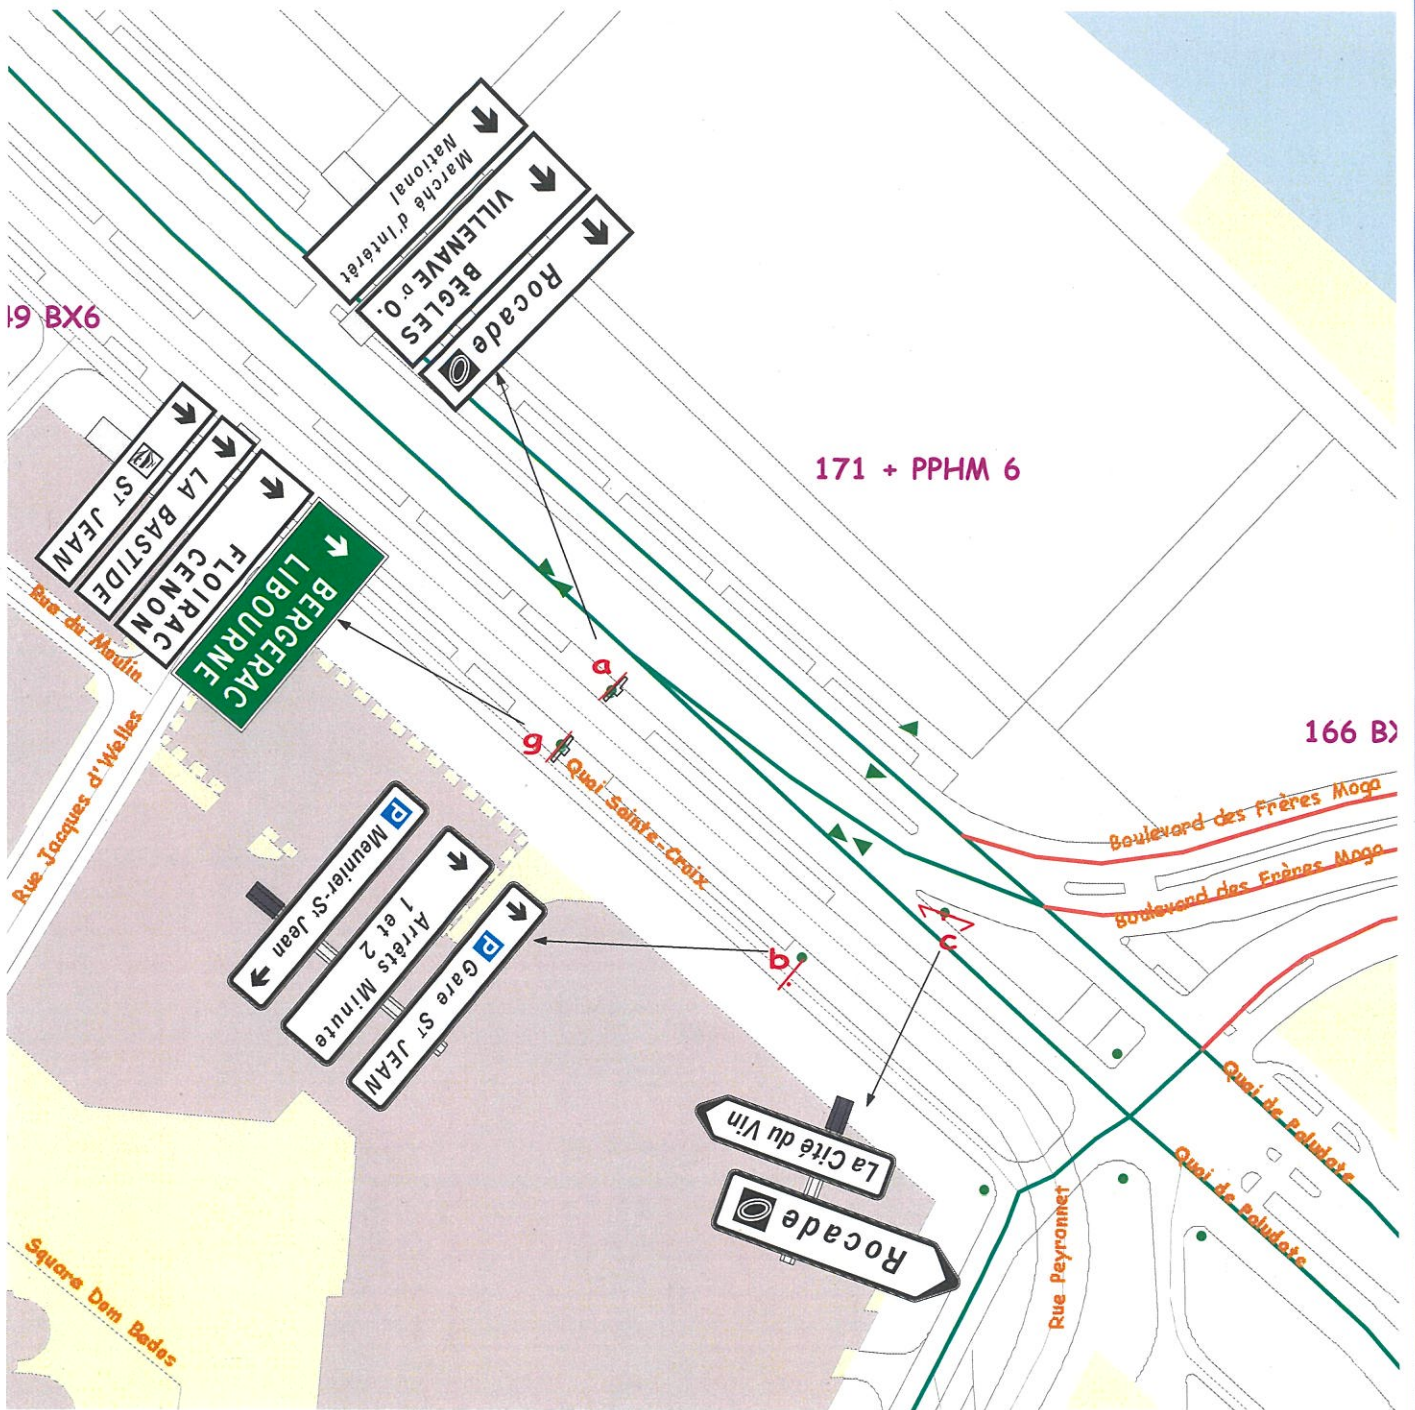 Marché d'Intérêt
National
VILLENAVE D'O.
BÈGLES
Rocade
49 BX6
ST JEAN
LA BASTIDE
FLOIRAC
CENON
BERGERAC
LIBOURNE
171 + PPHM 6
166 BX
a
g
b
c
Rue du Moulin
Rue Jacques d'Welles
Quai Sainte-Croix
Boulevard des Frères Moga
Boulevard des Frères Moga
P Meunier-St Jean
Arrêts Minute
1 et 2
P Gare ST JEAN
La Cité du Vin
Rocade
Quai de Paludate
Quai de Paludate
Rue Peyronnet
Square Dom Bedos